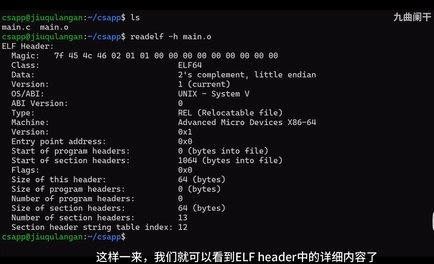 csapp@jiuqulangan:~/csapp$ ls
九曲阑干
main.c main.o
csapp@jiuqulangan:~/csapp$ readelf -h main.o
ELF Header:
Magic: 7f 45 4c 46 02 01 01 00 00 00 00 00 00 00 00 00
Class: ELF64
Data: 2's complement, little endian
Version: 1 (current)
OS/ABI: UNIX - System V
ABI Version: 0
Type: REL (Relocatable file)
Machine: Advanced Micro Devices X86-64
Version: 0x1
Entry point address: 0x0
Start of program headers: 0 (bytes into file)
Start of section headers: 1064 (bytes into file)
Flags: 0x0
Size of this header: 64 (bytes)
Size of program headers: 0 (bytes)
Number of program headers: 0
Size of section headers: 64 (bytes)
Number of section headers: 13
Section header string table index: 12
csapp@jiuqulangan:~/csapp$
这样一来，我们就可以看到ELF header中的详细内容了